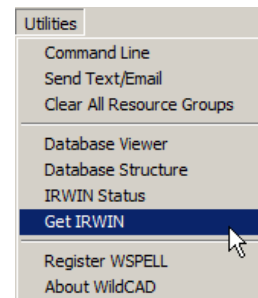 Utilities
Command Line
Send Text/Email
Clear All Resource Groups
Database Viewer
Database Structure
IRWIN Status
Get IRWIN
Register WSPELL
About WildCAD